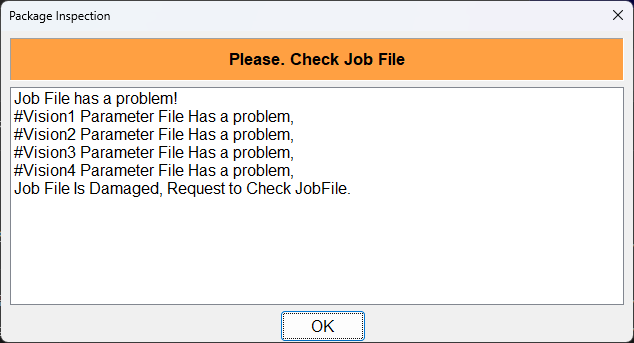 Package Inspection
Please. Check Job File
Job File has a problem!
#Vision1 Parameter File Has a problem,
#Vision2 Parameter File Has a problem,
#Vision3 Parameter File Has a problem,
#Vision4 Parameter File Has a problem,
Job File Is Damaged, Request to Check JobFile.
OK